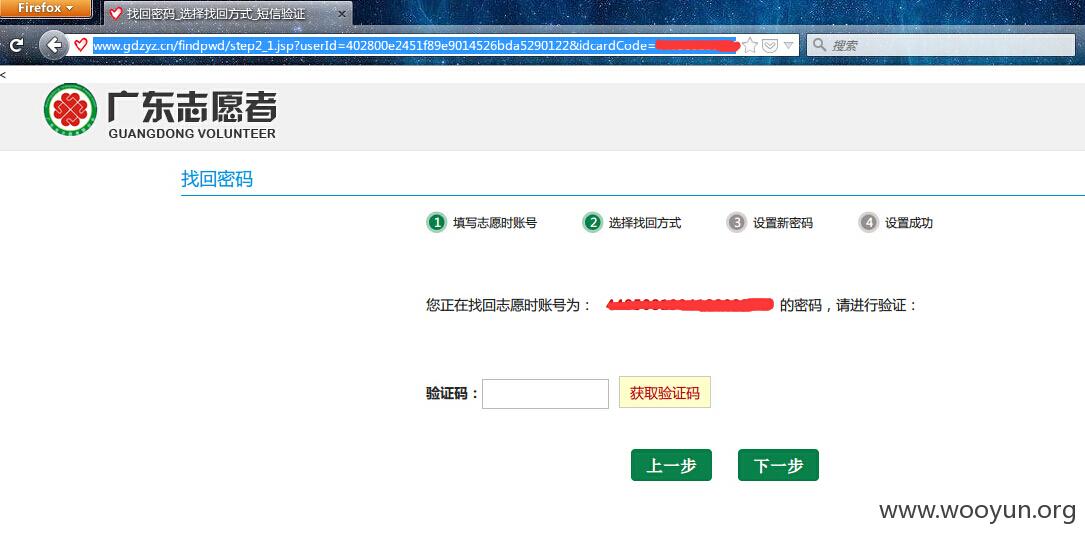 Firefox
找回密码_选择找回方式_短信验证
www.gdzyz.cn/findpwd/step2_1.jsp?userId=402800e2451f89e9014526bda5290122&idcardCode=
搜索
<
广东志愿者
GUANGDONG VOLUNTEER
找回密码
1 填写志愿时账号 2 选择找回方式 3 设置新密码 4 设置成功
您正在找回志愿时账号为： 的密码，请进行验证：
验证码： 获取验证码
上一步 下一步
www.wooyun.org